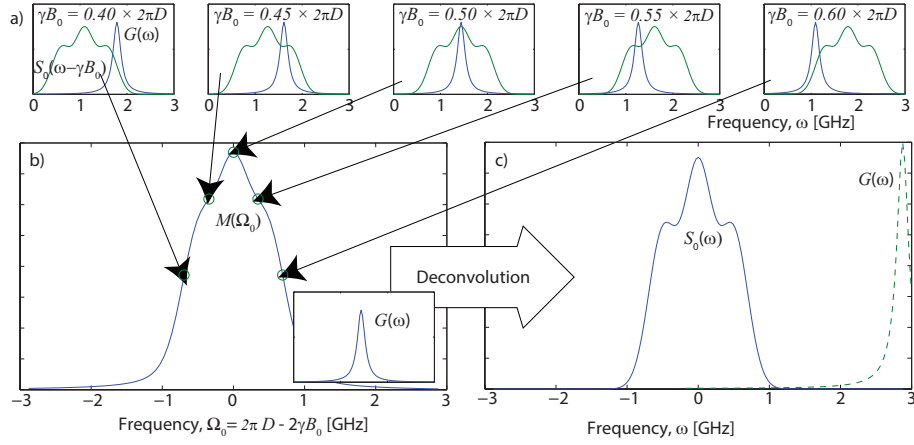 a)
γB₀ = 0.40 × 2πD
γB₀ = 0.45 × 2πD
γB₀ = 0.50 × 2πD
γB₀ = 0.55 × 2πD
γB₀ = 0.60 × 2πD
G(ω)
S₀(ω−γB₀)
0 1 2 3
0 1 2 3
0 1 2 3
0 1 2 3
0 1 2 3
Frequency, ω [GHz]
b)
M(Ω₀)
G(ω)
Deconvolution
c)
G(ω)
S₀(ω)
−3 −2 −1 0 1 2 3
Frequency, Ω₀ = 2π D - 2γB₀ [GHz]
−3 −2 −1 0 1 2 3
Frequency, ω [GHz]